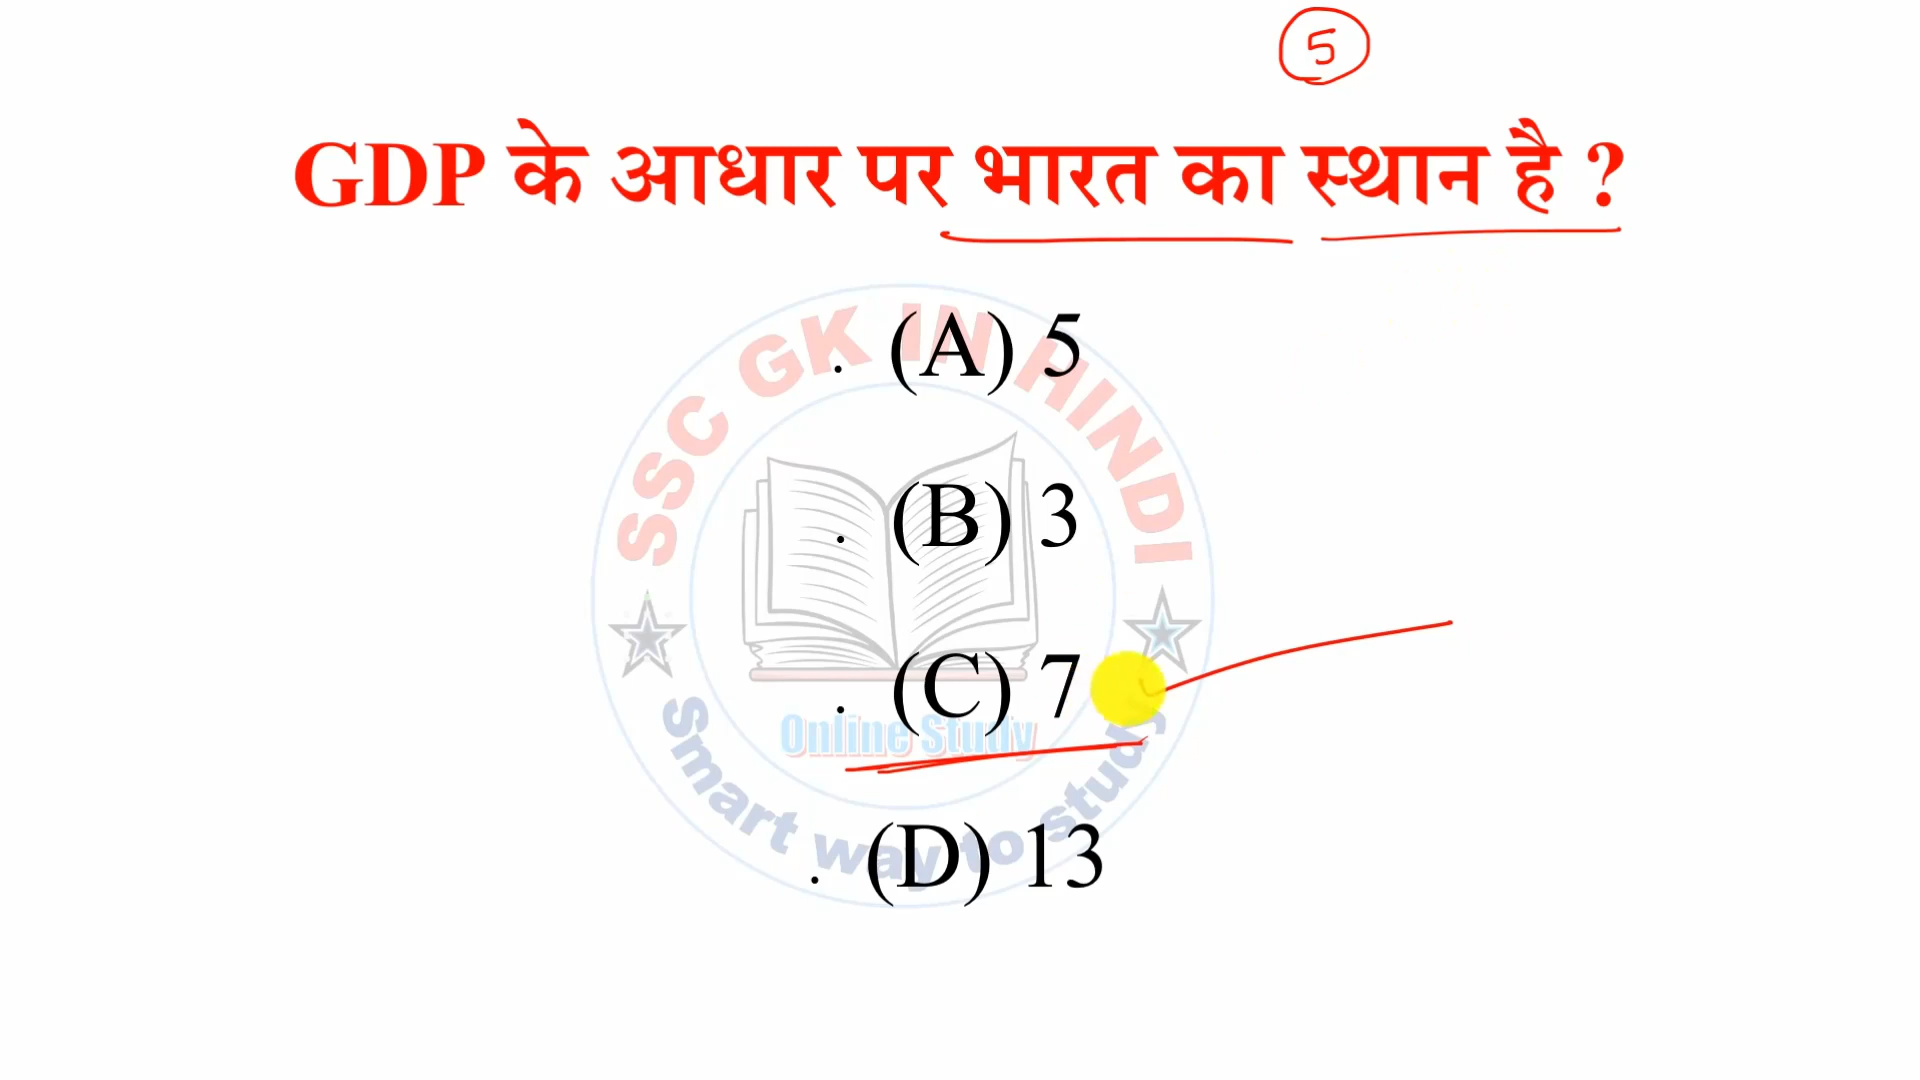 5
GDP के आधार पर भारत का स्थान है ?
. (A) 5
. (B) 3
. (C) 7
. (D) 13
SSC GK IN HINDI
Online Study
Smart way to study